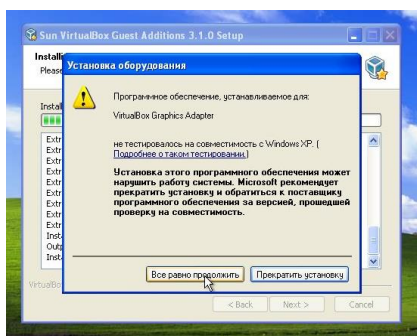 Sun VirtualBox Guest Additions 3.1.0 Setup
Install
Please
Установка оборудования
Программное обеспечение, устанавливаемое для:
VirtualBox Graphics Adapter
не тестировалось на совместимость с Windows XP. (
Подробнее о таком тестировании.)
Установка этого программного обеспечения может
нарушить работу системы. Microsoft рекомендует
прекратить установку и обратиться к поставщику
программного обеспечения за версией, прошедшей
проверку на совместимость.
Все равно продолжить
Прекратить установку
Instal
Extr
Extr
Extr
Extr
Extr
Extr
Extr
Extr
Extr
Inst
Outp
Inst
VirtualBo
< Back
Next >
Cancel